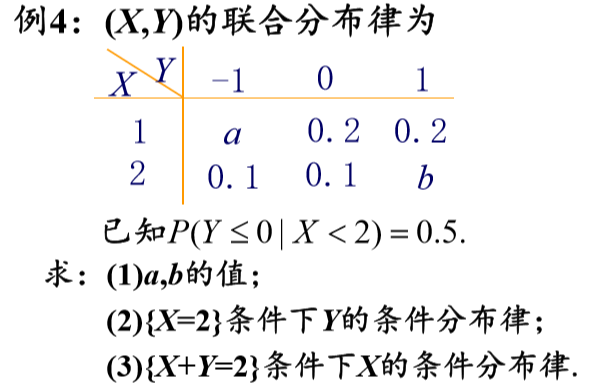 例4：(X,Y)的联合分布律为
X Y -1 0 1
1 a 0.2 0.2
2 0.1 0.1 b
已知P(Y ≤ 0 | X < 2) = 0.5.
求：(1)a,b的值；
(2){X=2}条件下Y的条件分布律；
(3){X+Y=2}条件下X的条件分布律.